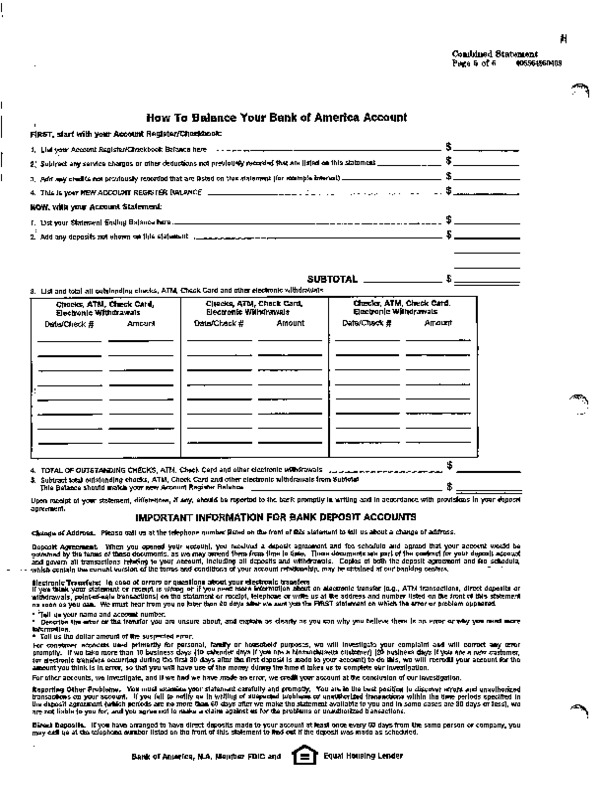 H
Combined Statement
Page 5 of 6
How To Balance Your Bank of America Account
FIRST, start with your Account Register/Checkbook:
1. List your Account Register/Checkbook Balance here $
2. Subtract any service charges or other deductions not previously recorded that are listed on this statement $
3. Add any credits not previously recorded that are listed on this statement (for example interest) $
4. This is your NEW ACCOUNT REGISTER BALANCE $
NOW, with your Account Statement:
1. List your Statement Ending Balance here $
2. Add any deposits not shown on this statement $
SUBTOTAL $
3. List and total all outstanding checks, ATM, Check Card and other electronic withdrawals
Checks, ATM, Check Card, Checks, ATM, Check Card, Checks, ATM, Check Card,
Electronic Withdrawals Electronic Withdrawals Electronic Withdrawals
Date/Check # Amount Date/Check # Amount Date/Check # Amount
4. TOTAL OF OUTSTANDING CHECKS, ATM, Check Card and other electronic withdrawals $
5. Subtract total outstanding checks, ATM, Check Card and other electronic withdrawals from Subtotal
This Balance should match your new Account Register Balance $
Upon receipt of your statement, differences, if any, should be reported to the bank promptly in writing and in accordance with provisions in your deposit
agreement.
IMPORTANT INFORMATION FOR BANK DEPOSIT ACCOUNTS
Change of Address. Please call us at the telephone number listed on the front of this statement to tell us about a change of address.
Deposit Agreement. When you opened your account, you received a deposit agreement and fee schedule and agreed that your account would be
governed by the terms of these documents, as we may amend them from time to time. These documents are part of the contract for your deposit account
and govern all transactions relating to your account, including all deposits and withdrawals. Copies of both the deposit agreement and fee schedule,
which contain the current version of the terms and conditions of your account relationship, may be obtained at our banking centers.
Electronic Transfers: In case of errors or questions about your electronic transfers
If you think your statement or receipt is wrong or if you need more information about an electronic transfer (e.g., ATM transactions, direct deposits or
withdrawals, point-of-sale transactions) on the statement or receipt, telephone or write us at the address and number listed on the front of this statement
as soon as you can. We must hear from you no later than 60 days after we sent you the FIRST statement on which the error or problem appeared.
* Tell us your name and account number.
* Describe the error or the transfer you are unsure about, and explain as clearly as you can why you believe there is an error or why you need more
information.
* Tell us the dollar amount of the suspected error.
For consumer accounts used primarily for personal, family or household purposes, we will investigate your complaint and will correct any error
promptly. If we take more than 10 business days (10 calendar days if you are a Massachusetts customer) (20 business days if you are a new customer,
for electronic transfers occurring during the first 30 days after the first deposit is made to your account) to do this, we will recredit your account for the
amount you think is in error, so that you will have use of the money during the time it takes us to complete our investigation.
For other accounts, we investigate, and if we find we have made an error, we credit your account at the conclusion of our investigation.
Reporting Other Problems. You must examine your statement carefully and promptly. You are in the best position to discover errors and unauthorized
transactions on your account. If you fail to notify us in writing of suspected problems or unauthorized transactions within the time period specified in
the deposit agreement (which periods are no more than 60 days after we make the statement available to you and in some cases are 30 days or less), we
are not liable to you for, and you agree not to make a claim against us for the problems or unauthorized transactions.
Direct Deposits. If you have arranged to have direct deposits made to your account at least once every 60 days from the same person or company, you
may call us at the telephone number listed on the front of this statement to find out if the deposit was made as scheduled.
Bank of America, N.A. Member FDIC and Equal Housing Lender